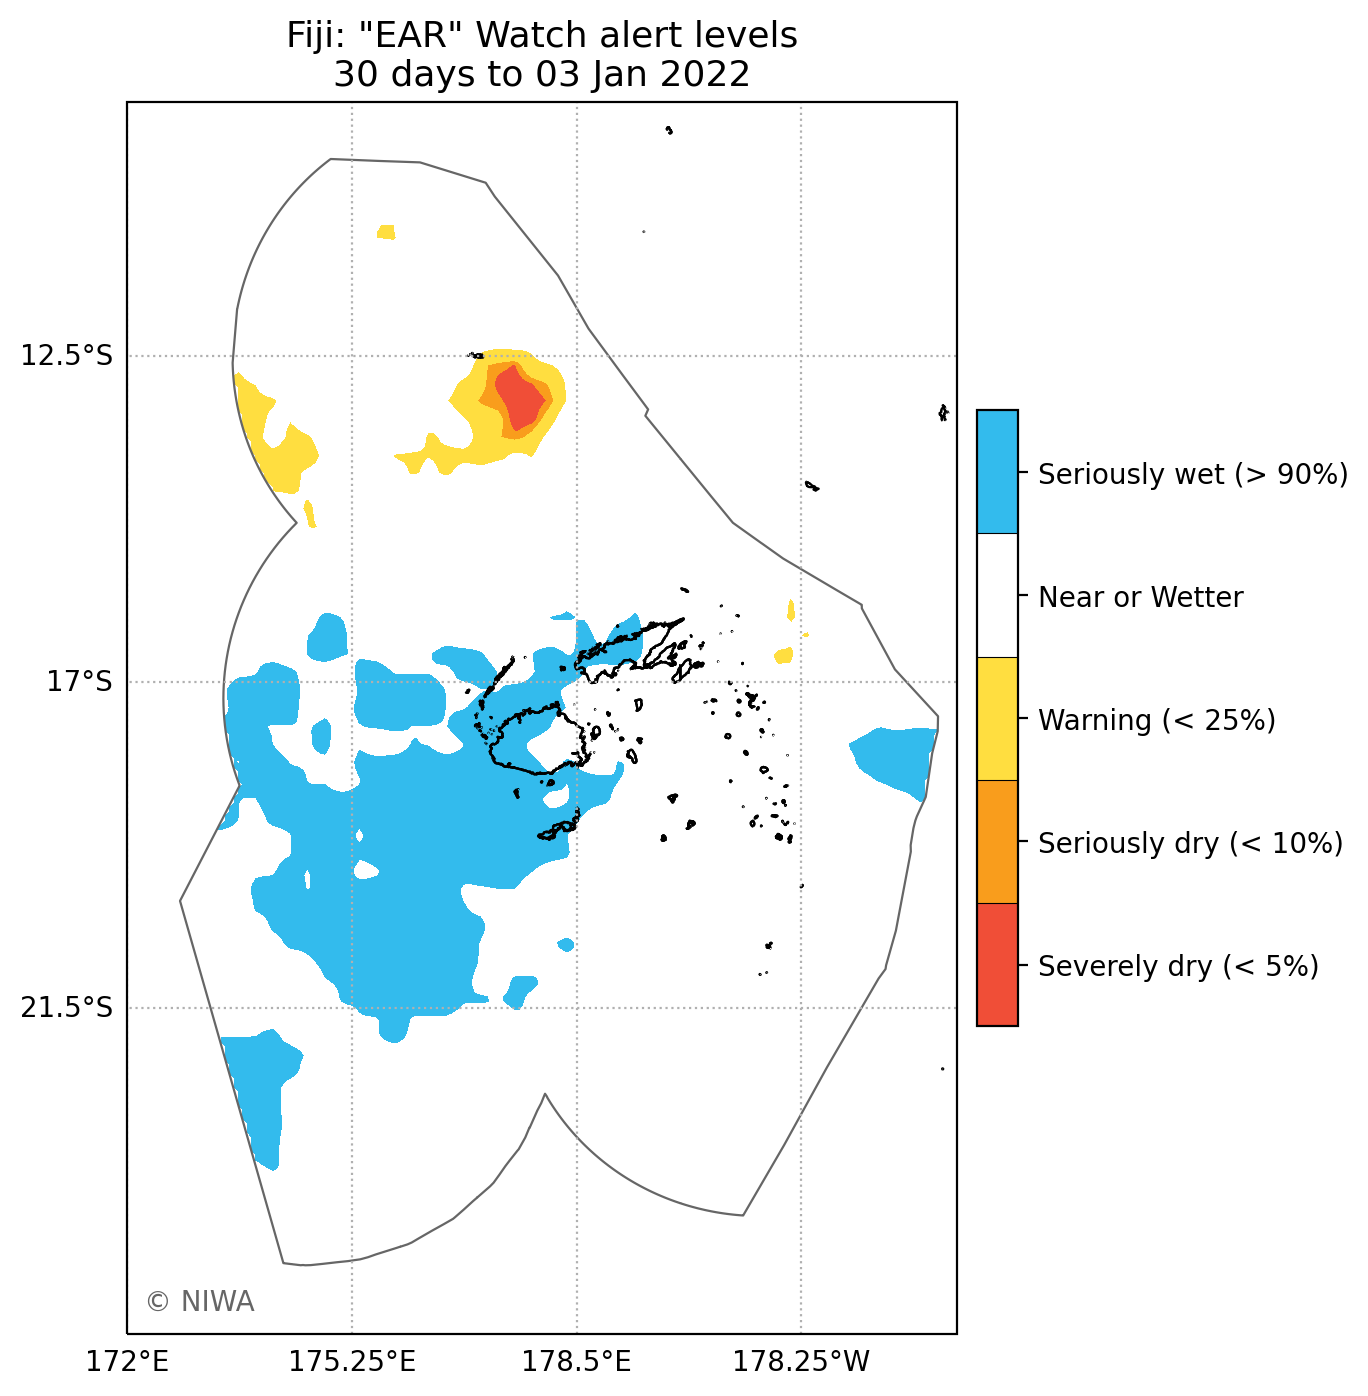 Fiji: "EAR" Watch alert levels
30 days to 03 Jan 2022
12.5°S
17°S
21.5°S
172°E
175.25°E
178.5°E
178.25°W
© NIWA
Seriously wet (> 90%)
Near or Wetter
Warning (< 25%)
Seriously dry (< 10%)
Severely dry (< 5%)